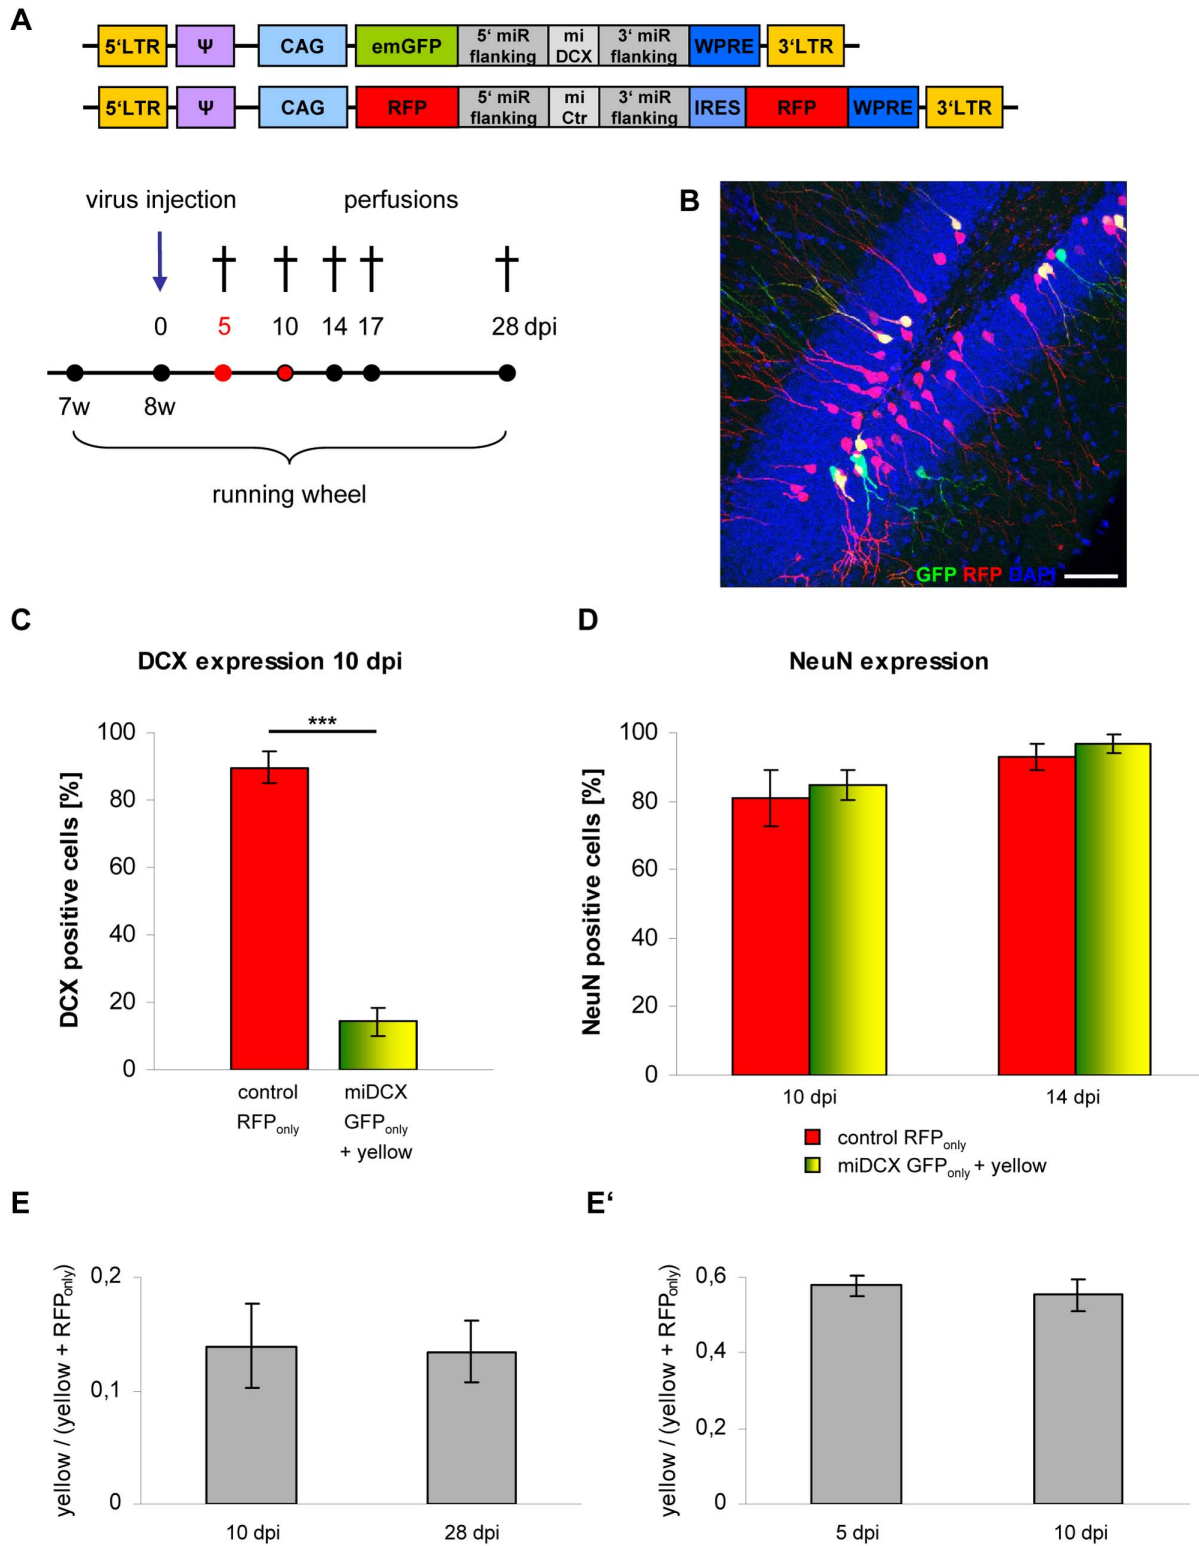 A
5‘LTR Ψ CAG emGFP 5‘ miR flanking mi DCX 3‘ miR flanking WPRE 3‘LTR
5‘LTR Ψ CAG RFP 5‘ miR flanking mi Ctr 3‘ miR flanking IRES RFP WPRE 3‘LTR
virus injection perfusions
0 5 10 14 17 28 dpi
7w 8w
running wheel
B
GFP RFP DAPI
C
DCX expression 10 dpi
***
DCX positive cells [%]
100
80
60
40
20
0
control
RFPonly
miDCX
GFPonly
+ yellow
D
NeuN expression
NeuN positive cells [%]
100
80
60
40
20
0
10 dpi 14 dpi
control RFPonly
miDCX GFPonly + yellow
E
yellow / (yellow + RFPonly)
0,2
0,1
0
10 dpi 28 dpi
E‘
yellow / (yellow + RFPonly)
0,6
0,4
0,2
0
5 dpi 10 dpi